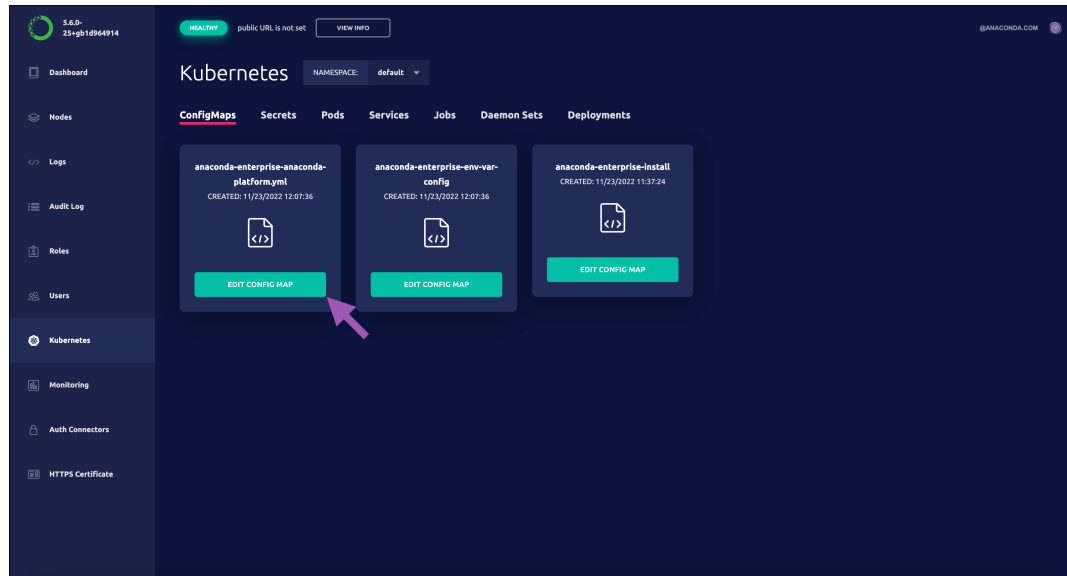 5.6.0-
25+gb1d964914
HEALTHY public URL is not set VIEW INFO
@ANACONDA.COM
Dashboard
Nodes
Logs
Audit Log
Roles
Users
Kubernetes
Monitoring
Auth Connectors
HTTPS Certificate
Kubernetes NAMESPACE: default
ConfigMaps Secrets Pods Services Jobs Daemon Sets Deployments
anaconda-enterprise-anaconda-
platform.yml
CREATED: 11/23/2022 12:07:36
</>
EDIT CONFIG MAP
anaconda-enterprise-env-var-
config
CREATED: 11/23/2022 12:07:36
</>
EDIT CONFIG MAP
anaconda-enterprise-install
CREATED: 11/23/2022 11:37:24
</>
EDIT CONFIG MAP